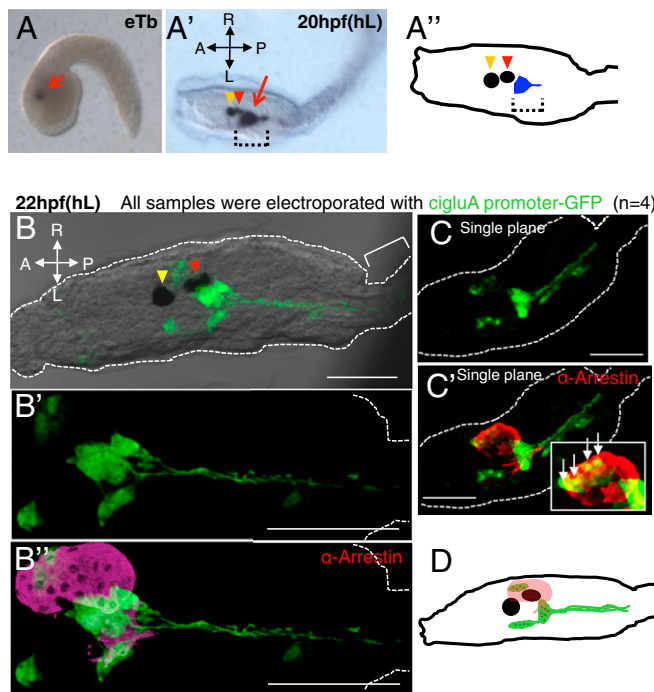 A eTb
A' 20hpf(hL)
R
A P
L
A''
22hpf(hL) All samples were electroporated with cigluA promoter-GFP (n=4)
B
R
A P
L
C Single plane
C' Single plane
α-Arrestin
B'
B''
α-Arrestin
D